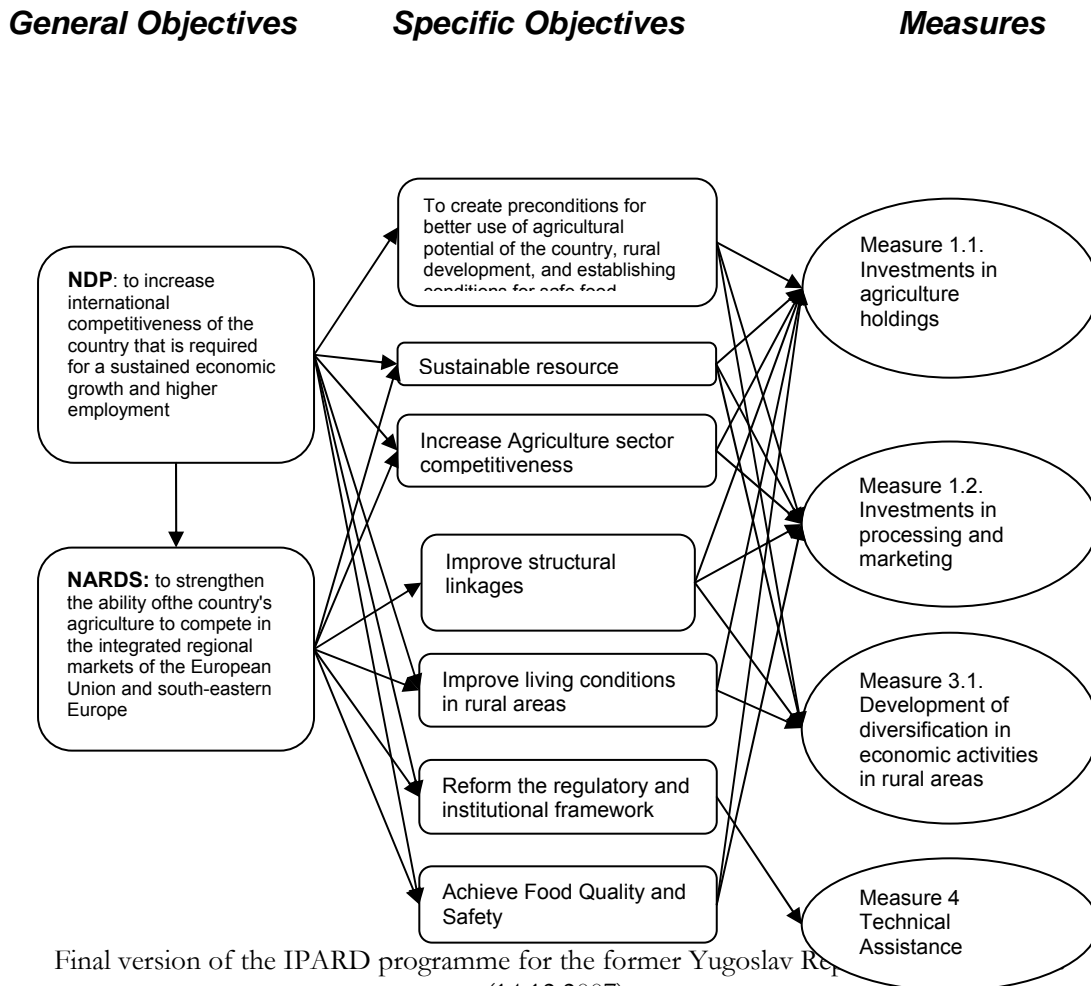 General Objectives
Specific Objectives
Measures
NDP: to increase
international
competitiveness of the
country that is required
for a sustained economic
growth and higher
employment
NARDS: to strengthen
the ability ofthe country's
agriculture to compete in
the integrated regional
markets of the European
Union and south-eastern
Europe
To create preconditions for
better use of agricultural
potential of the country, rural
development, and establishing
conditions for safe food
Sustainable resource
Increase Agriculture sector
competitiveness
Improve structural
linkages
Improve living conditions
in rural areas
Reform the regulatory and
institutional framework
Achieve Food Quality and
Safety
Measure 1.1.
Investments in
agriculture
holdings
Measure 1.2.
Investments in
processing and
marketing
Measure 3.1.
Development of
diversification in
economic activities
in rural areas
Measure 4
Technical
Assistance
Final version of the IPARD programme for the former Yugoslav